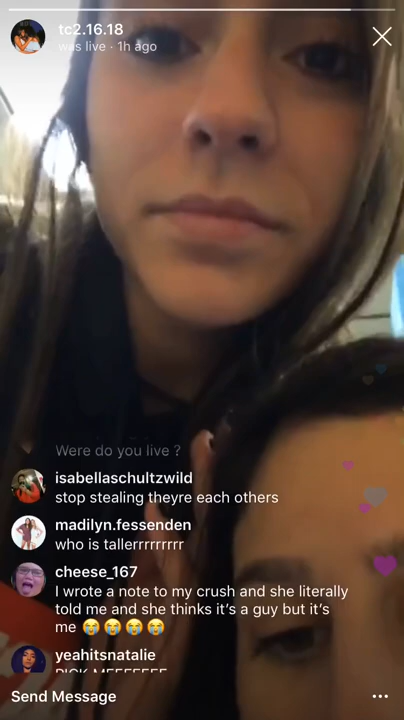 tc2.16.18
was live · 1h ago
Were do you live ?
isabellaschultzwild
stop stealing theyre each others
madilyn.fessenden
who is tallerrrrrrrrr
cheese_167
I wrote a note to my crush and she literally
told me and she thinks it's a guy but it's
me 😭😭😭😭
yeahitsnatalie
Send Message